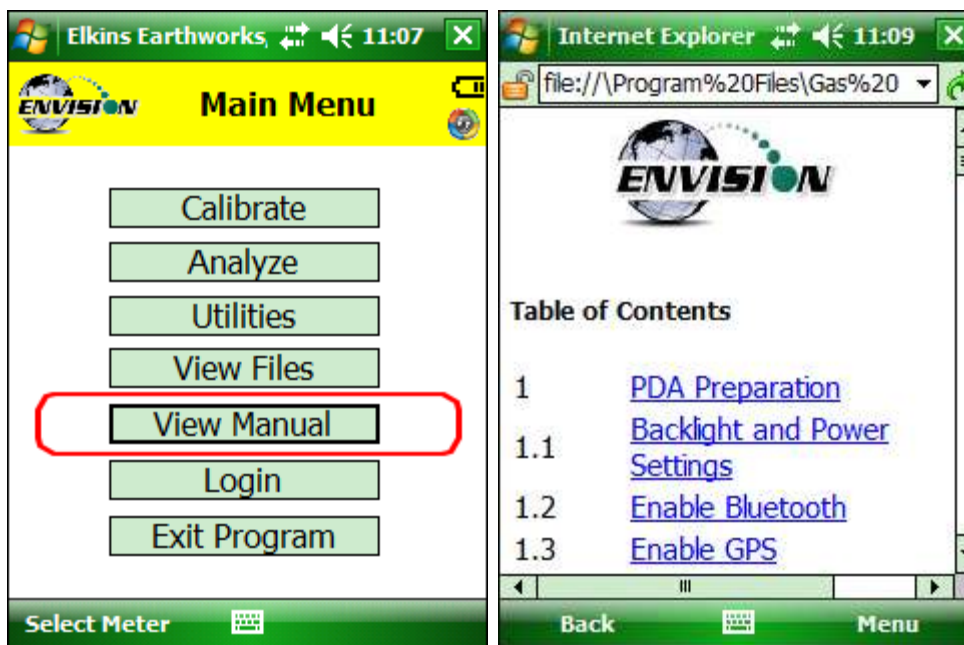 Elkins Earthworks, 11:07
ENVISION Main Menu
Calibrate
Analyze
Utilities
View Files
View Manual
Login
Exit Program
Select Meter
Internet Explorer 11:09
file://\Program%20Files\Gas%20
ENVISION
Table of Contents
1 PDA Preparation
1.1 Backlight and Power
Settings
1.2 Enable Bluetooth
1.3 Enable GPS
Back Menu